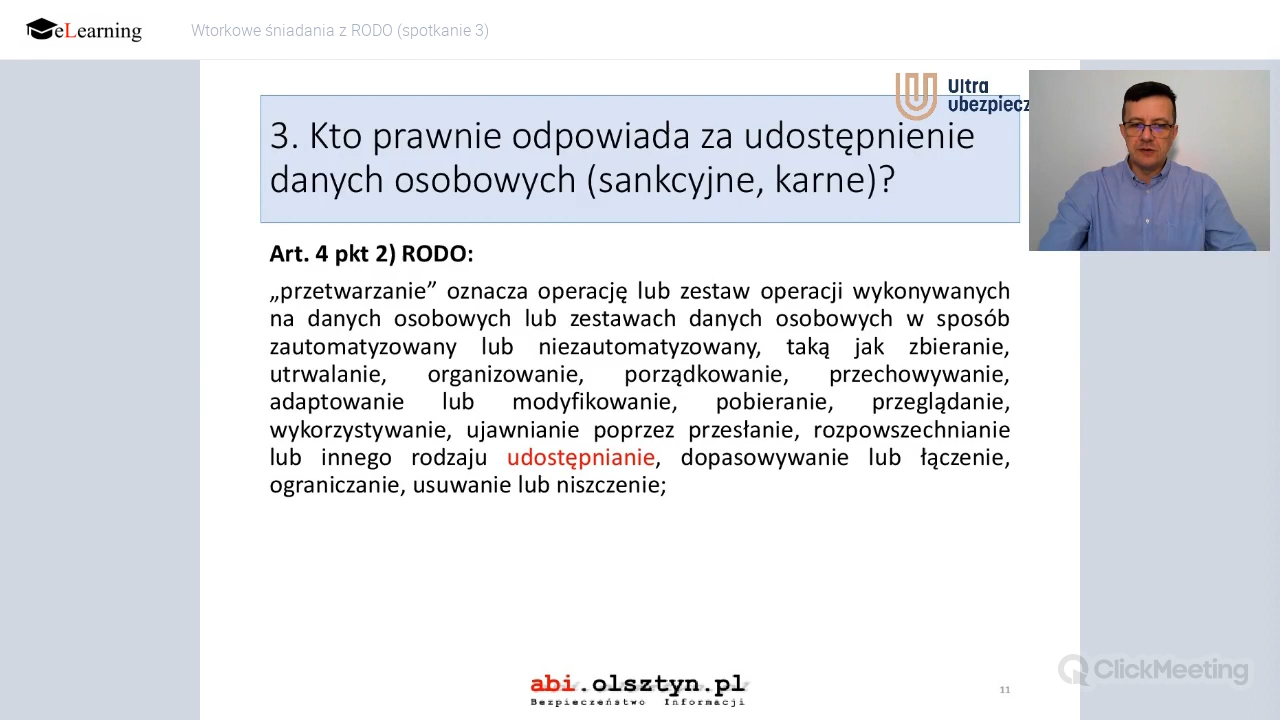 eLearning
Wtorkowe śniadania z RODO (spotkanie 3)
Ultra
ubezpiecz
3. Kto prawnie odpowiada za udostępnienie
danych osobowych (sankcyjne, karne)?
Art. 4 pkt 2) RODO:
„przetwarzanie” oznacza operację lub zestaw operacji wykonywanych
na danych osobowych lub zestawach danych osobowych w sposób
zautomatyzowany lub niezautomatyzowany, taką jak zbieranie,
utrwalanie, organizowanie, porządkowanie, przechowywanie,
adaptowanie lub modyfikowanie, pobieranie, przeglądanie,
wykorzystywanie, ujawnianie poprzez przesłanie, rozpowszechnianie
lub innego rodzaju udostępnianie, dopasowywanie lub łączenie,
ograniczanie, usuwanie lub niszczenie;
abi.olsztyn.pl
Bezpieczeństwo Informacji
11
ClickMeeting